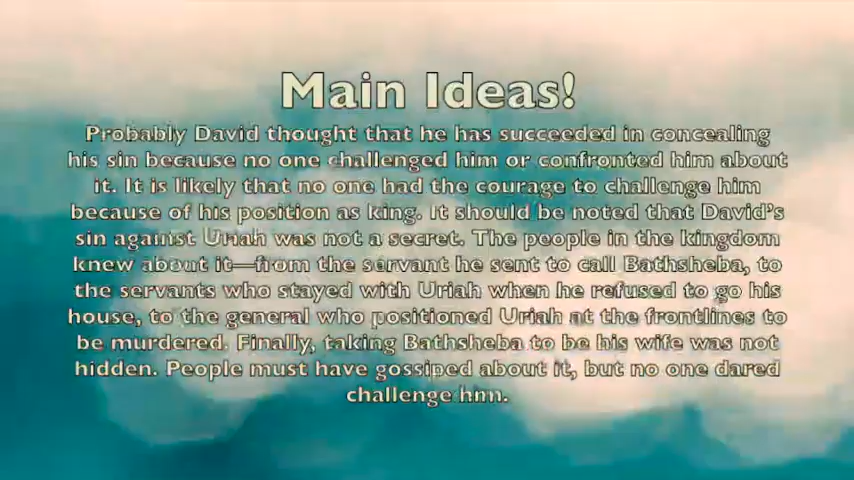 Main Ideas!
Probably David thought that he has succeeded in concealing
his sin because no one challenged him or confronted him about
it. It is likely that no one had the courage to challenge him
because of his position as king. It should be noted that David's
sin against Uriah was not a secret. The people in the kingdom
knew about it—from the servant he sent to call Bathsheba, to
the servants who stayed with Uriah when he refused to go his
house, to the general who positioned Uriah at the frontlines to
be murdered. Finally, taking Bathsheba to be his wife was not
hidden. People must have gossiped about it, but no one dared
challenge him.